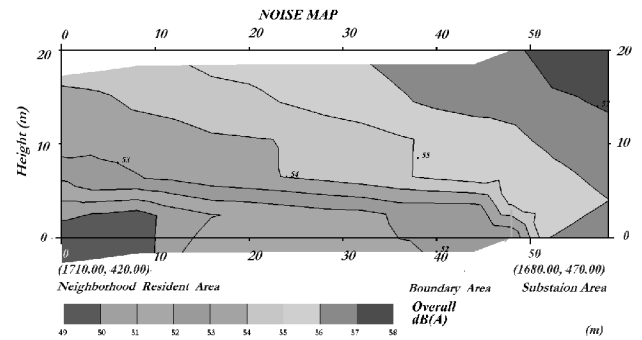 NOISE MAP
0 10 20 30 40 50
20 20
Height (m)
57
10 10
53
55
54
0 0
52
0 10 20 30 40 50
(1710.00, 420.00) (1680.00, 470.00)
Neighborhood Resident Area Boundary Area Substaion Area
Overall
dB(A)
49 50 51 52 53 54 55 56 57 58 (m)